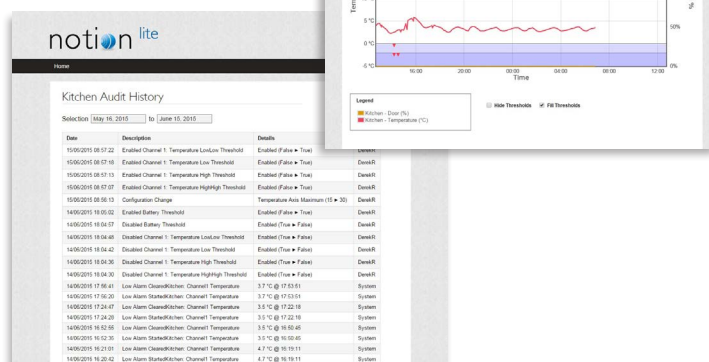 Temp
5 °C
0 °C
-5 °C
50%
0%
%
16:00 20:00 00:00 04:00 08:00 12:00
Time
Legend
Kitchen - Door (%)
Kitchen - Temperature (°C)
Hide Thresholds Fill Thresholds
notion lite
Home
Kitchen Audit History
Selection May 16, 2015 to June 15, 2015
Date Description Details
15/06/2015 08:57:22 Enabled Channel 1: Temperature LowLow Threshold Enabled (False ► True) DerekR
15/06/2015 08:57:18 Enabled Channel 1: Temperature Low Threshold Enabled (False ► True) DerekR
15/06/2015 08:57:13 Enabled Channel 1: Temperature High Threshold Enabled (False ► True) DerekR
15/06/2015 08:57:07 Enabled Channel 1: Temperature HighHigh Threshold Enabled (False ► True) DerekR
15/06/2015 08:56:13 Configuration Change Temperature Axis Maximum (15 ► 30) DerekR
14/06/2015 18:05:02 Enabled Battery Threshold Enabled (False ► True) DerekR
14/06/2015 18:04:57 Disabled Battery Threshold Enabled (True ► False) DerekR
14/06/2015 18:04:48 Disabled Channel 1: Temperature LowLow Threshold Enabled (True ► False) DerekR
14/06/2015 18:04:42 Disabled Channel 1: Temperature Low Threshold Enabled (True ► False) DerekR
14/06/2015 18:04:36 Disabled Channel 1: Temperature High Threshold Enabled (True ► False) DerekR
14/06/2015 18:04:30 Disabled Channel 1: Temperature HighHigh Threshold Enabled (True ► False) DerekR
14/06/2015 17:56:41 Low Alarm ClearedKitchen: Channel1 Temperature 3.7 °C @ 17:53:51 System
14/06/2015 17:56:20 Low Alarm StartedKitchen: Channel1 Temperature 3.7 °C @ 17:53:51 System
14/06/2015 17:24:47 Low Alarm ClearedKitchen: Channel1 Temperature 3.5 °C @ 17:22:18 System
14/06/2015 17:24:26 Low Alarm StartedKitchen: Channel1 Temperature 3.5 °C @ 17:22:18 System
14/06/2015 16:52:55 Low Alarm ClearedKitchen: Channel1 Temperature 3.5 °C @ 16:50:45 System
14/06/2015 16:52:36 Low Alarm StartedKitchen: Channel1 Temperature 3.5 °C @ 16:50:45 System
14/06/2015 16:21:01 Low Alarm ClearedKitchen: Channel1 Temperature 4.7 °C @ 16:19:11 System
14/06/2015 16:20:42 Low Alarm StartedKitchen: Channel1 Temperature 4.7 °C @ 16:19:11 System